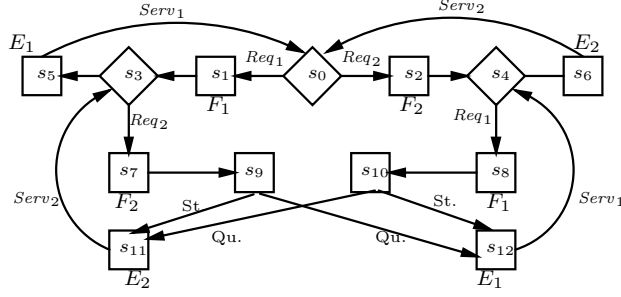 Serv₁ Serv₂
E₁ E₂
s₅ s₃ s₁ Req₁ s₀ Req₂ s₂ s₄ s₆
F₁ F₂
Req₂ Req₁
s₇ s₉ s₁₀ s₈
F₂ F₁
Serv₂ St. St. Serv₁
Qu. Qu.
s₁₁ s₁₂
E₂ E₁